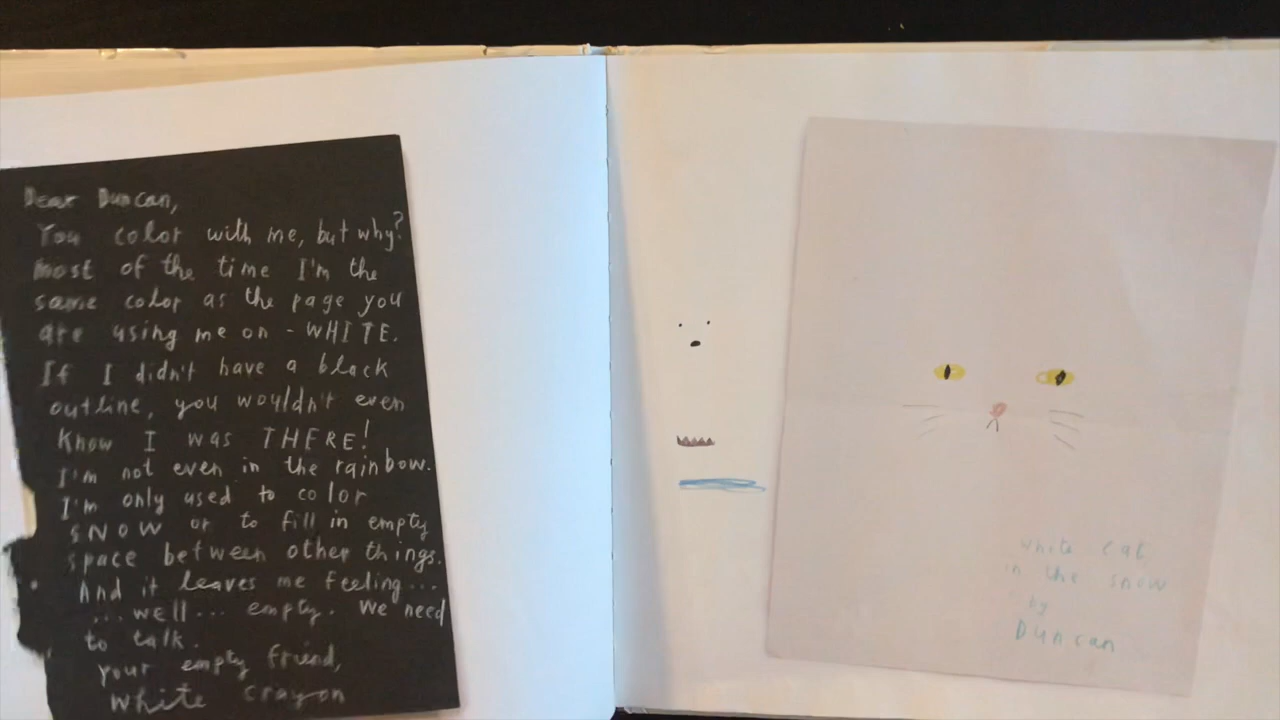 Dear Duncan,
You color with me, but why?
most of the time I'm the
same color as the page you
are using me on - WHITE.
If I didn't have a black
outline, you wouldn't even
know I was THERE!
I'm not even in the rainbow.
I'm only used to color
SNOW or to fill in empty
space between other things.
And it leaves me feeling...
...well... empty. We need
to talk.
your empty friend,
white crayon
white cat
in the snow
by
Duncan